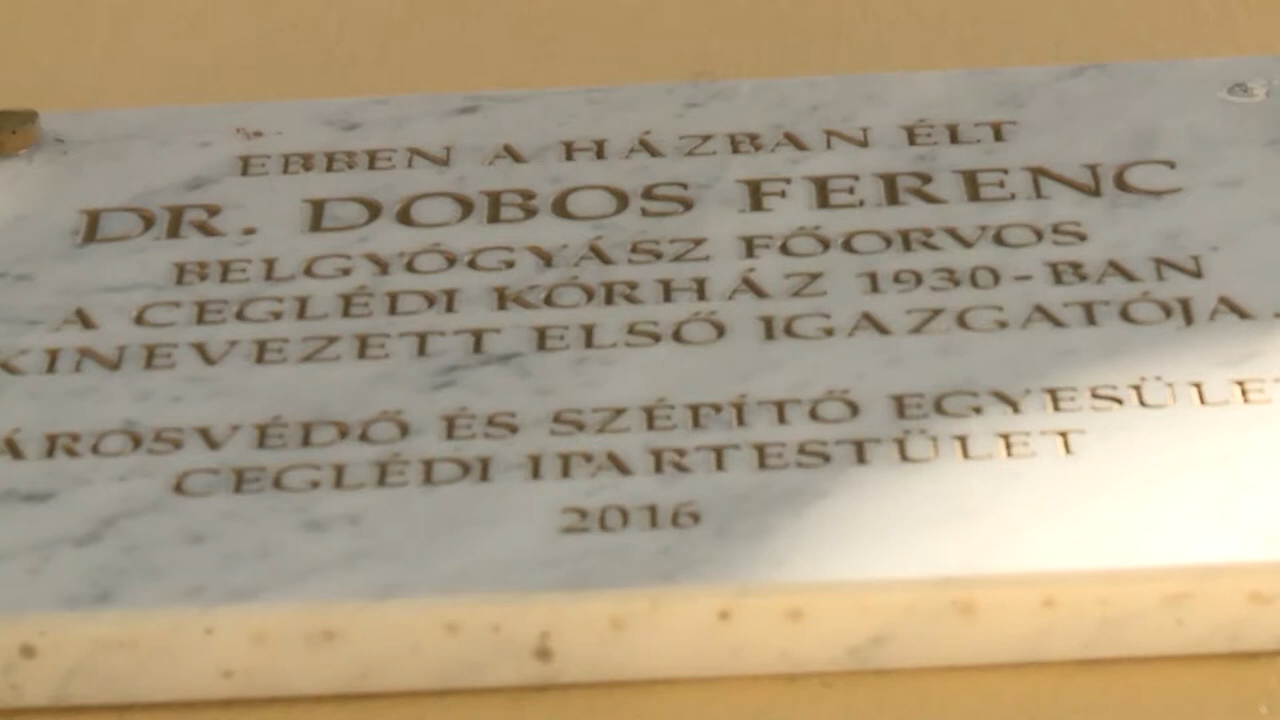 EBBEN A HÁZBAN ÉLT
DR. DOBOS FERENC
BELGYÓGYÁSZ FŐORVOS
A CEGLÉDI KÓRHÁZ 1930-BAN
KINEVEZETT ELSŐ IGAZGATÓJA.
ÁROSVÉDŐ ÉS SZÉPÍTŐ EGYESÜLE
CEGLÉDI IPARTESTÜLET
2016